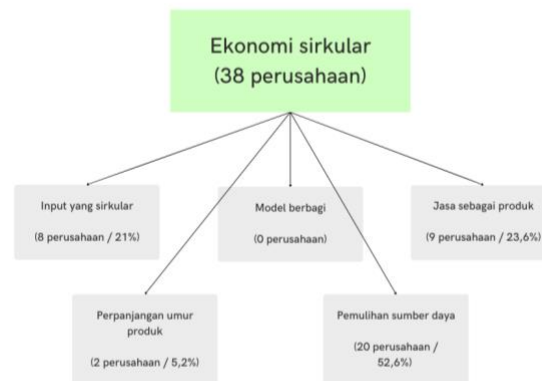 Ekonomi sirkular
(38 perusahaan)
Input yang sirkular
(8 perusahaan / 21%)
Model berbagi
(0 perusahaan)
Jasa sebagai produk
(9 perusahaan / 23,6%)
Perpanjangan umur
produk
(2 perusahaan / 5,2%)
Pemulihan sumber daya
(20 perusahaan /
52,6%)